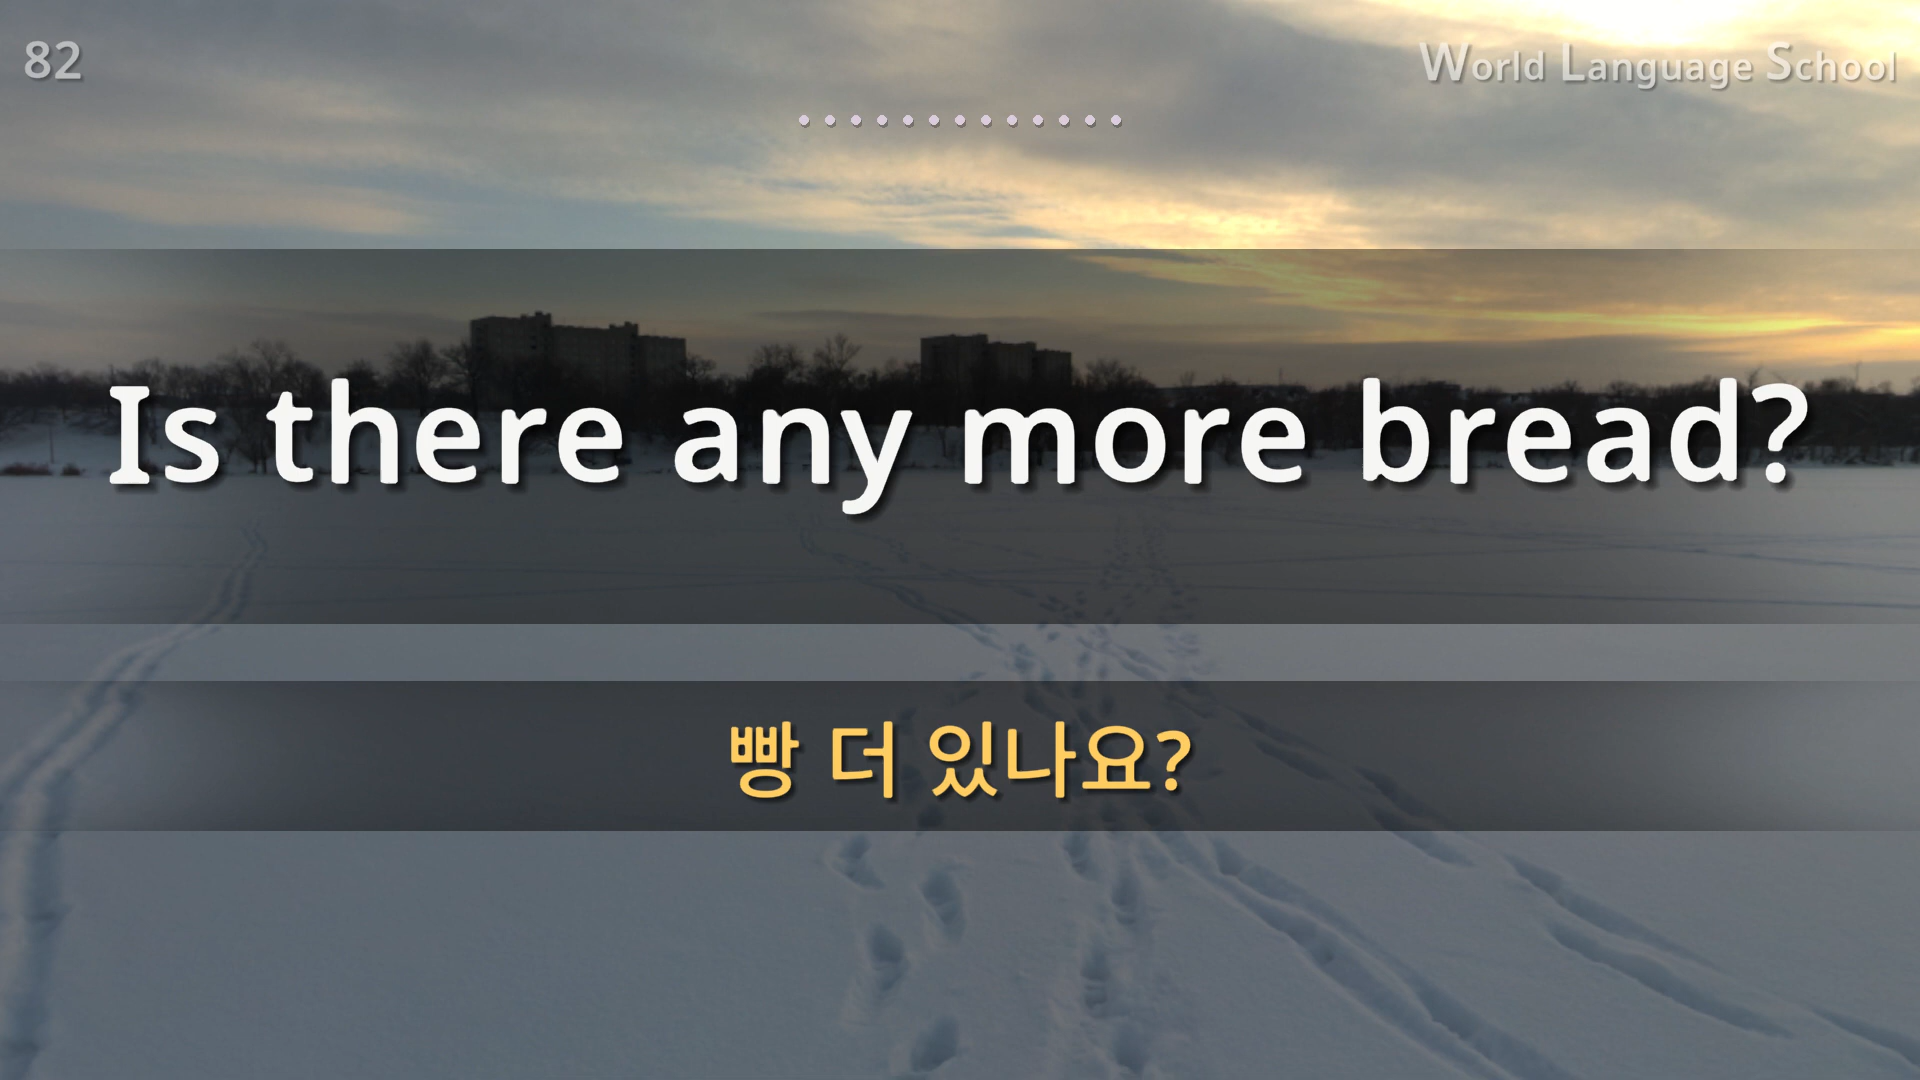 82
World Language School
Is there any more bread?
빵 더 있나요?